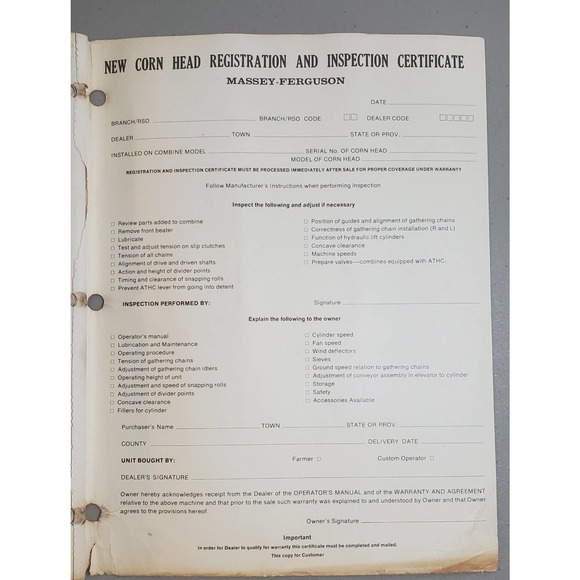 NEW CORN HEAD REGISTRATION AND INSPECTION CERTIFICATE
MASSEY-FERGUSON
DATE
BRANCH/RSO BRANCH/RSO CODE DEALER CODE
DEALER TOWN STATE OR PROV.
INSTALLED ON COMBINE MODEL SERIAL No. OF CORN HEAD
MODEL OF CORN HEAD
REGISTRATION AND INSPECTION CERTIFICATE MUST BE PROCESSED IMMEDIATELY AFTER SALE FOR PROPER COVERAGE UNDER WARRANTY
Follow Manufacturer's Instructions when performing inspection
Inspect the following and adjust if necessary
Review parts added to combine
Remove front beater
Lubricate
Test and adjust tension on slip clutches
Tension of all chains
Alignment of drive and driven shafts
Action and height of divider points
Timing and clearance of snapping rolls
Prevent ATHC lever from going into detent
Position of guides and alignment of gathering chains
Correctness of gathering chain installation (R and L)
Function of hydraulic lift cylinders
Concave clearance
Machine speeds
Prepare valves—combines equipped with ATHC.
INSPECTION PERFORMED BY: Signature
Explain the following to the owner
Operator's manual
Lubrication and Maintenance
Operating procedure
Tension of gathering chains
Adjustment of gathering chain idlers
Operating height of unit
Adjustment and speed of snapping rolls
Adjustment of divider points
Concave clearance
Fillers for cylinder
Cylinder speed
Fan speed
Wind deflectors
Sieves
Ground speed relation to gathering chains
Adjustment of conveyor assembly in elevator to cylinder
Storage
Safety
Accessories Available
Purchaser's Name TOWN STATE OR PROV.
COUNTY DELIVERY DATE
UNIT BOUGHT BY: Farmer Custom Operator
DEALER'S SIGNATURE
Owner hereby acknowledges receipt from the Dealer of the OPERATOR'S MANUAL and of the WARRANTY AND AGREEMENT
relative to the above machine and that prior to the sale such warranty was explained to and understood by Owner and that Owner
agrees to the provisions hereof.
Owner's Signature
Important
In order for Dealer to qualify for warranty this certificate must be completed and mailed.
This copy for Customer